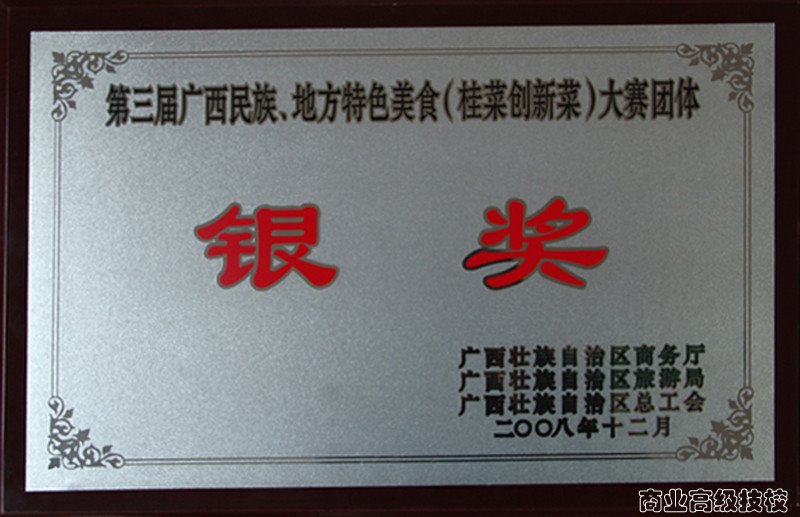 第三届广西民族、地方特色美食(桂菜创新菜)大赛团体
银奖
广西壮族自治区商务厅
广西壮族自治区旅游局
广西壮族自治区总工会
二〇〇八年十二月
商业高级技校